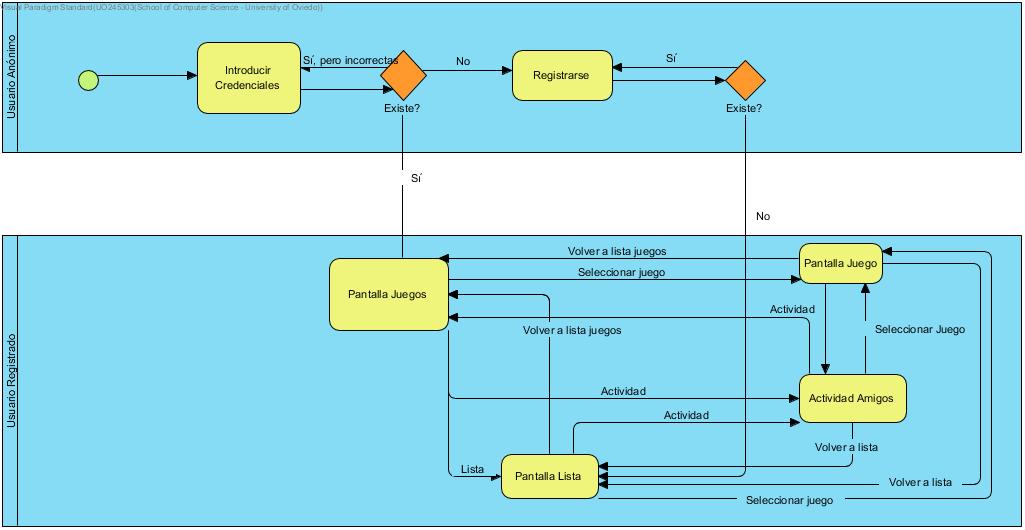 Visual Paradigm Standard(UO245303(School of Computer Science - University of Oviedo))
Usuario Anónimo
Introducir
Credenciales
Sí, pero incorrectas
Existe?
No
Registrarse
Sí
Existe?
Sí
No
Usuario Registrado
Pantalla Juegos
Volver a lista juegos
Seleccionar juego
Pantalla Juego
Actividad
Volver a lista juegos
Seleccionar Juego
Actividad
Actividad Amigos
Actividad
Volver a lista
Lista
Pantalla Lista
Volver a lista
Seleccionar juego